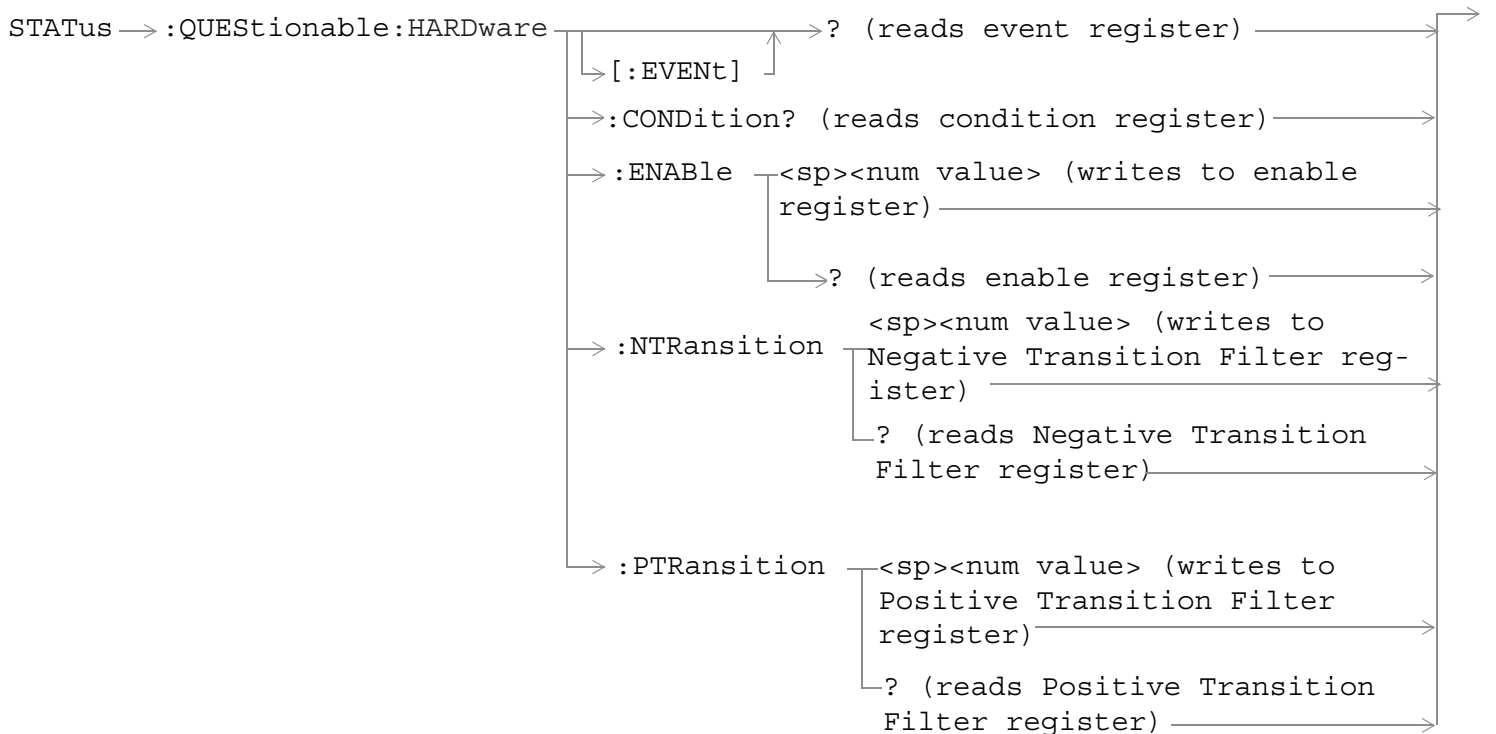 STATus :QUEStionable:HARDware ? (reads event register)
[:EVENt]
:CONDition? (reads condition register)
:ENABle <sp><num value> (writes to enable
register)
? (reads enable register)
<sp><num value> (writes to
:NTRansition Negative Transition Filter reg-
ister)
? (reads Negative Transition
Filter register)
:PTRansition <sp><num value> (writes to
Positive Transition Filter
register)
? (reads Positive Transition
Filter register)